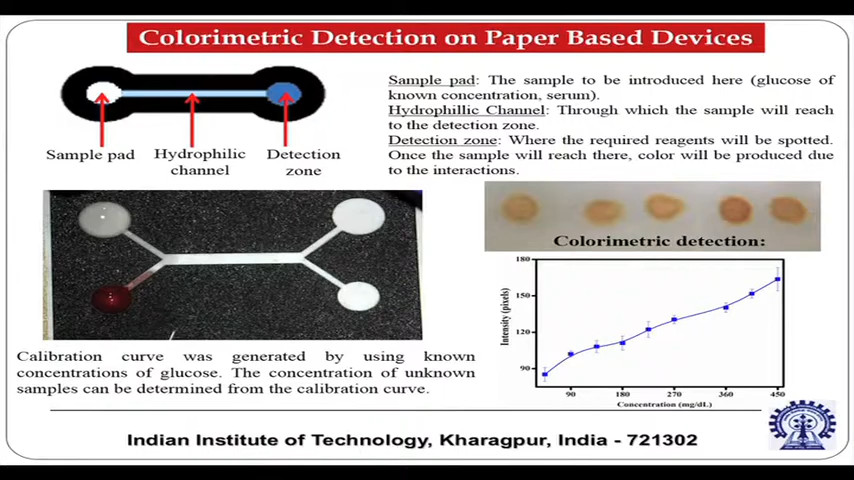 Colorimetric Detection on Paper Based Devices
Sample pad
Hydrophilic
channel
Detection
zone
Sample pad: The sample to be introduced here (glucose of
known concentration, serum).
Hydrophillic Channel: Through which the sample will reach
to the detection zone.
Detection zone: Where the required reagents will be spotted.
Once the sample will reach there, color will be produced due
to the interactions.
Colorimetric detection:
180
150
120
90
Intensity (pixels)
90 180 270 360 450
Concentration (mg/dL)
Calibration curve was generated by using known
concentrations of glucose. The concentration of unknown
samples can be determined from the calibration curve.
Indian Institute of Technology, Kharagpur, India - 721302